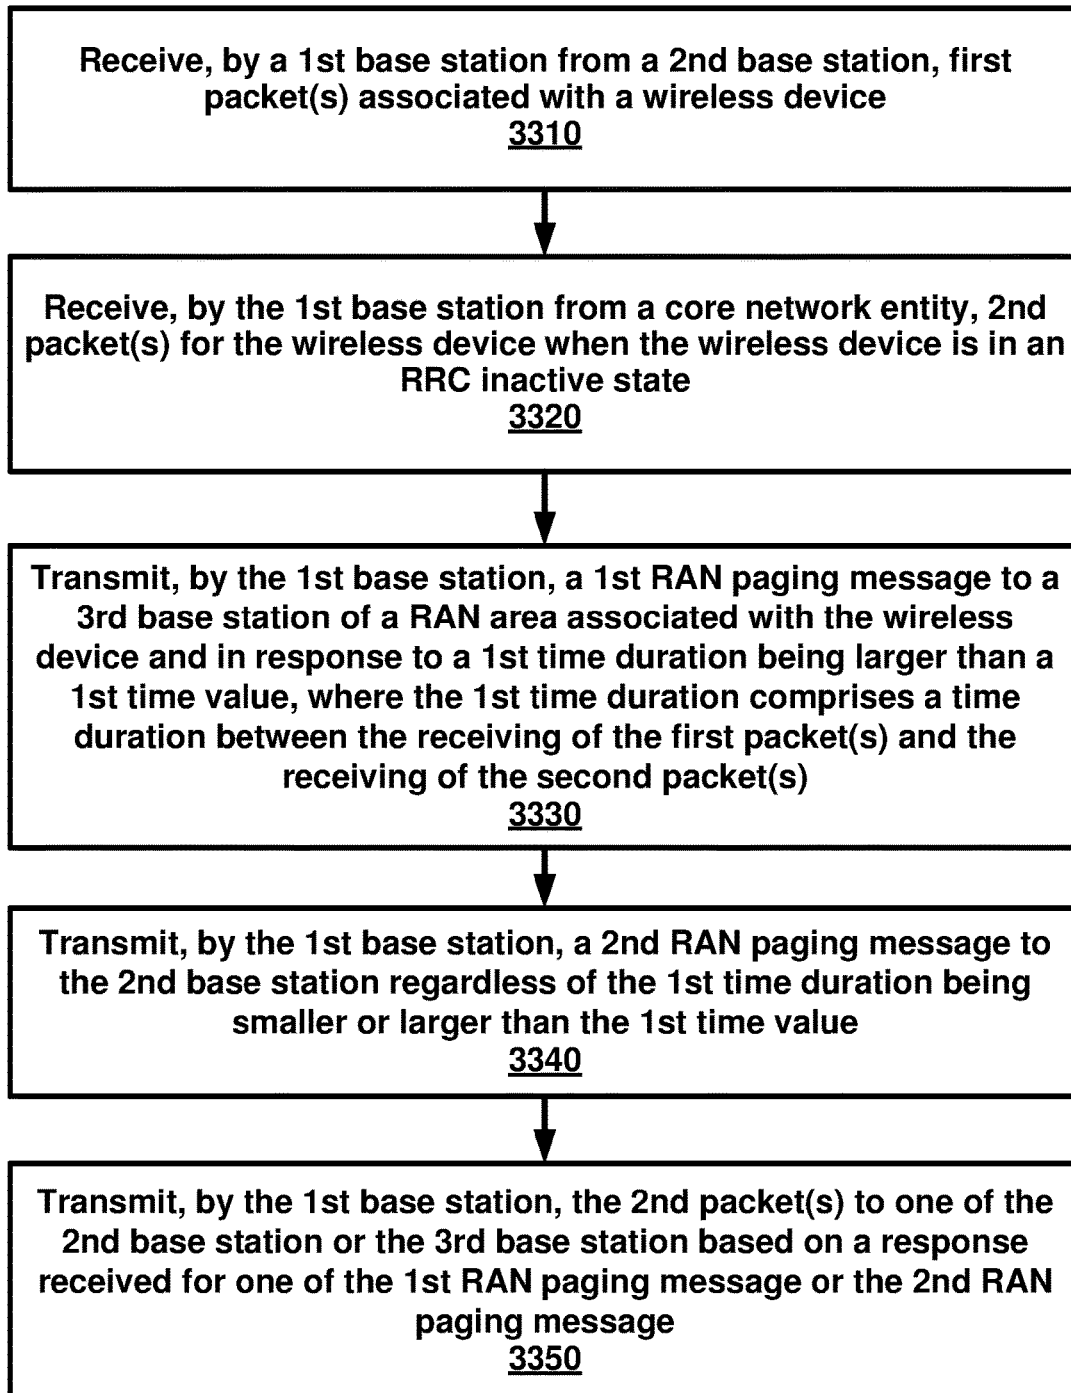 Receive, by a 1st base station from a 2nd base station, first
packet(s) associated with a wireless device
3310
Receive, by the 1st base station from a core network entity, 2nd
packet(s) for the wireless device when the wireless device is in an
RRC inactive state
3320
Transmit, by the 1st base station, a 1st RAN paging message to a
3rd base station of a RAN area associated with the wireless
device and in response to a 1st time duration being larger than a
1st time value, where the 1st time duration comprises a time
duration between the receiving of the first packet(s) and the
receiving of the second packet(s)
3330
Transmit, by the 1st base station, a 2nd RAN paging message to
the 2nd base station regardless of the 1st time duration being
smaller or larger than the 1st time value
3340
Transmit, by the 1st base station, the 2nd packet(s) to one of the
2nd base station or the 3rd base station based on a response
received for one of the 1st RAN paging message or the 2nd RAN
paging message
3350